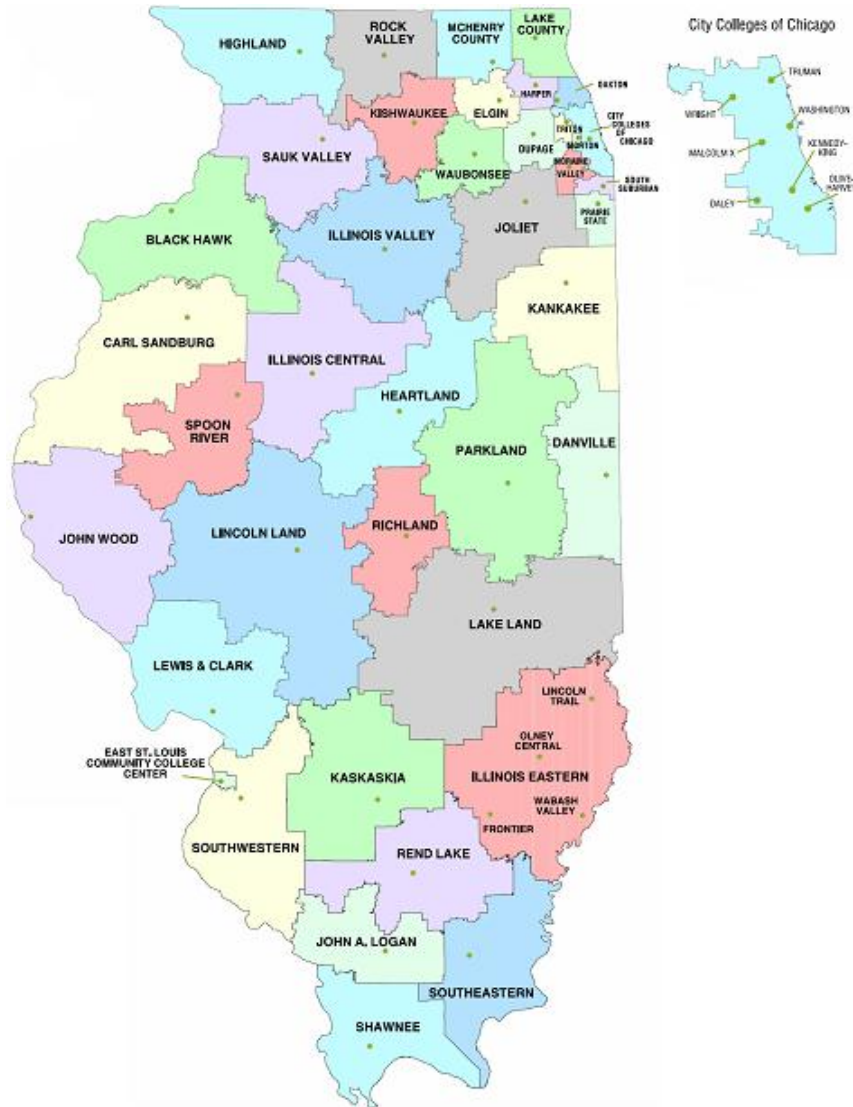 City Colleges of Chicago
HIGHLAND
ROCK
VALLEY
MCHENRY
COUNTY
LAKE
COUNTY
TRUMAN
WRIGHT
WASHINGTON
MALCOLM X
KENNEDY-
KING
OLIVE-
HARVEY
DALEY
HARPER
OAKTON
KISHWAUKEE
ELGIN
CITY
COLLEGES
OF
CHICAGO
TRITON
MORTON
DUPAGE
SAUK VALLEY
WAUBONSEE
MORAINE
VALLEY
SOUTH
SUBURBAN
PRAIRIE
STATE
BLACK HAWK
ILLINOIS VALLEY
JOLIET
KANKAKEE
CARL SANDBURG
ILLINOIS CENTRAL
HEARTLAND
SPOON
RIVER
PARKLAND
DANVILLE
JOHN WOOD
LINCOLN LAND
RICHLAND
LAKE LAND
LEWIS & CLARK
LINCOLN
TRAIL
OLNEY
CENTRAL
EAST ST. LOUIS
COMMUNITY COLLEGE
CENTER
KASKASKIA
ILLINOIS EASTERN
WABASH
VALLEY
FRONTIER
SOUTHWESTERN
REND LAKE
JOHN A. LOGAN
SOUTHEASTERN
SHAWNEE